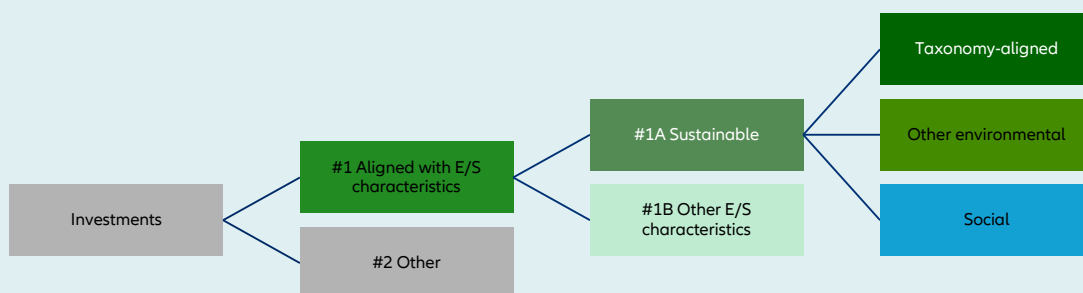 Investments
#1 Aligned with E/S
characteristics
#2 Other
#1A Sustainable
#1B Other E/S
characteristics
Taxonomy-aligned
Other environmental
Social